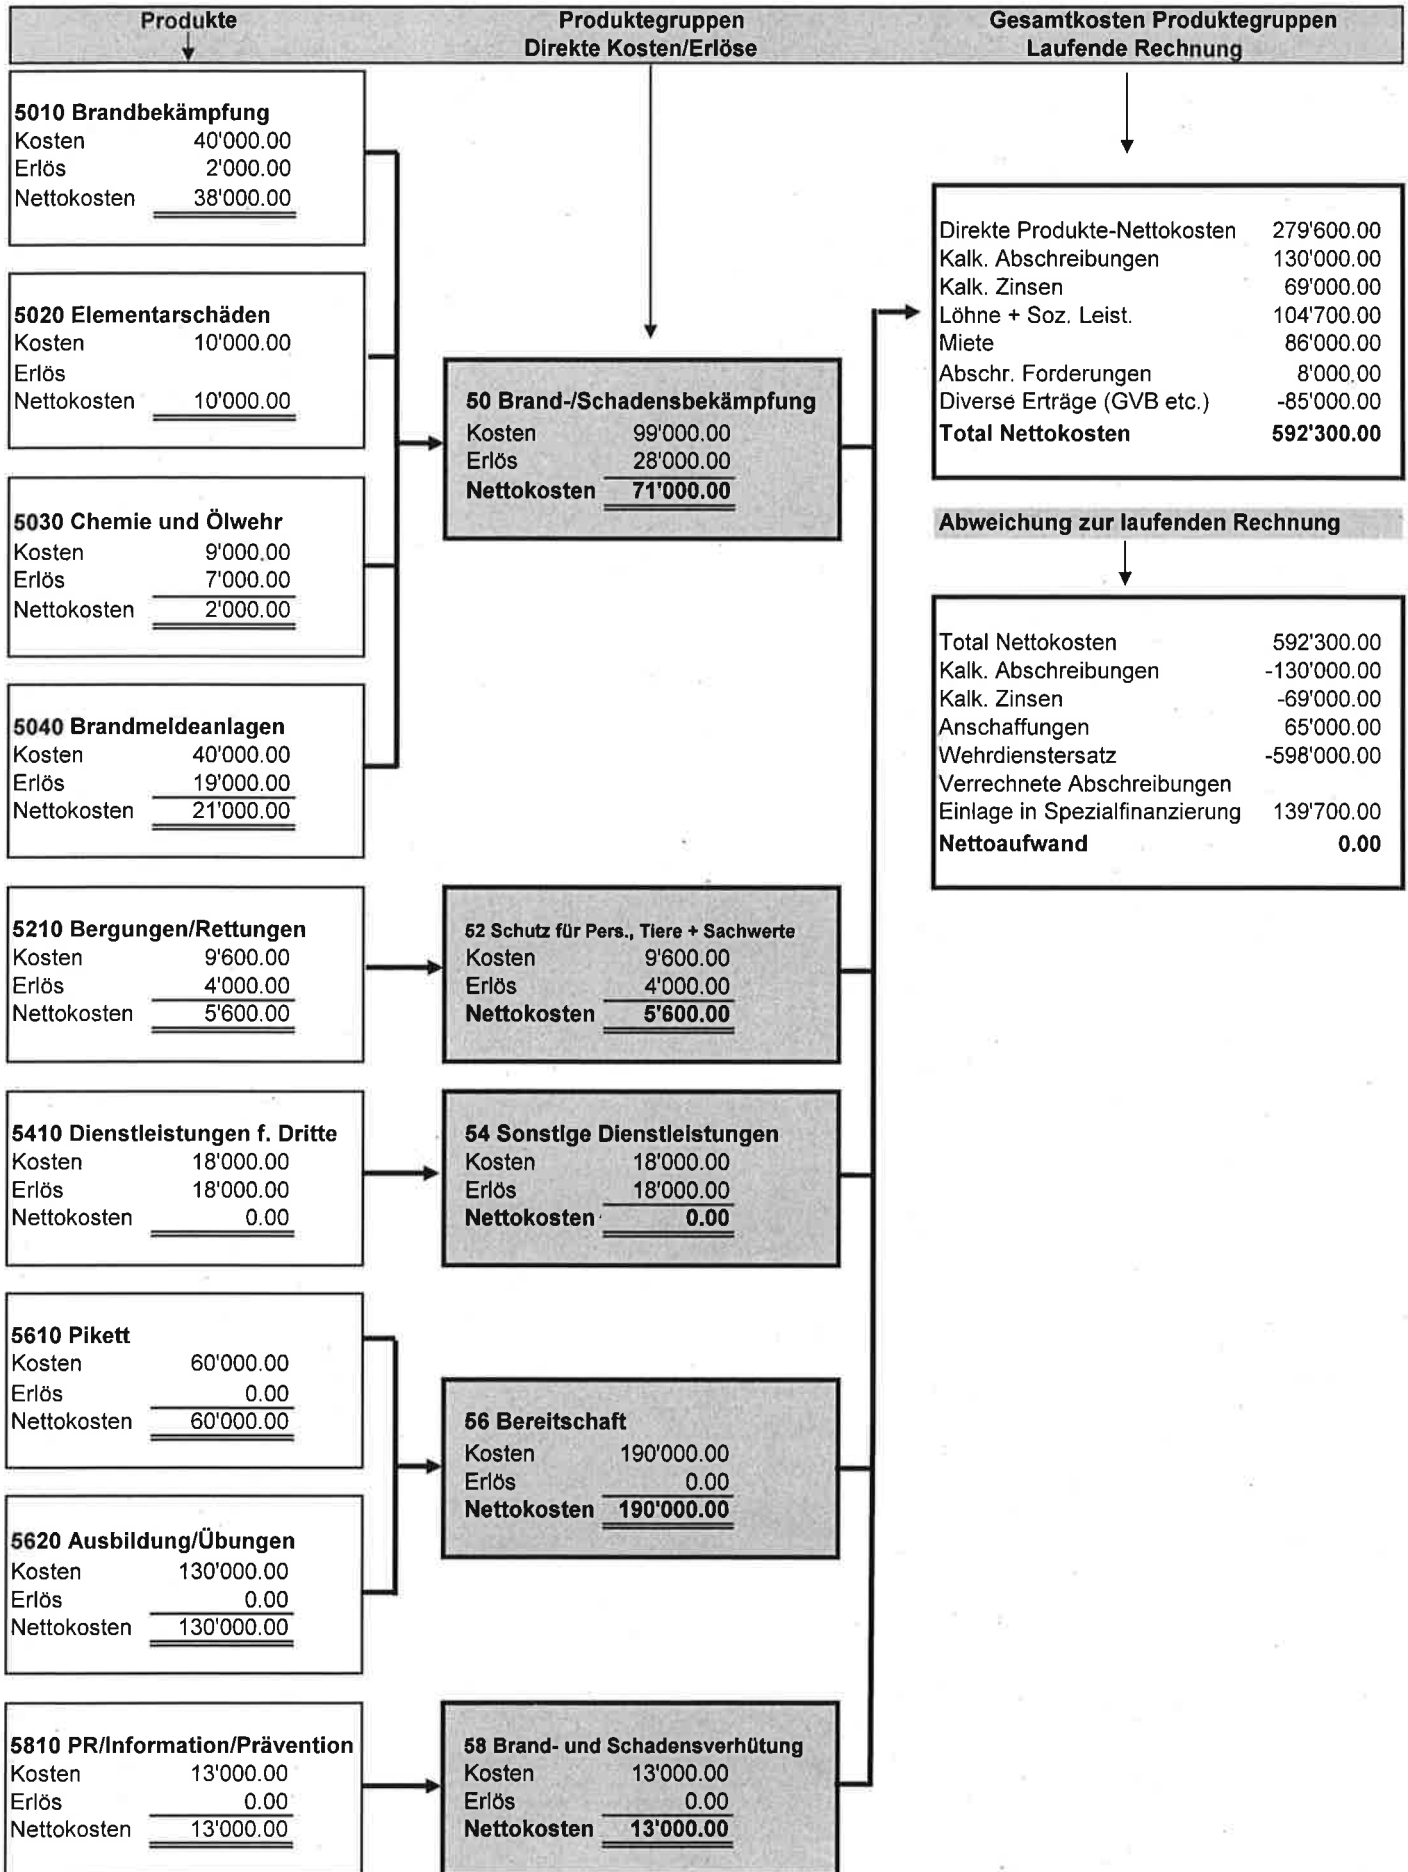 Produkte
Produktegruppen
Direkte Kosten/Erlöse
Gesamtkosten Produktegruppen
Laufende Rechnung
5010 Brandbekämpfung
Kosten 40'000.00
Erlös 2'000.00
Nettokosten 38'000.00
5020 Elementarschäden
Kosten 10'000.00
Erlös
Nettokosten 10'000.00
5030 Chemie und Ölwehr
Kosten 9'000.00
Erlös 7'000.00
Nettokosten 2'000.00
5040 Brandmeldeanlagen
Kosten 40'000.00
Erlös 19'000.00
Nettokosten 21'000.00
5210 Bergungen/Rettungen
Kosten 9'600.00
Erlös 4'000.00
Nettokosten 5'600.00
5410 Dienstleistungen f. Dritte
Kosten 18'000.00
Erlös 18'000.00
Nettokosten 0.00
5610 Pikett
Kosten 60'000.00
Erlös 0.00
Nettokosten 60'000.00
5620 Ausbildung/Übungen
Kosten 130'000.00
Erlös 0.00
Nettokosten 130'000.00
5810 PR/Information/Prävention
Kosten 13'000.00
Erlös 0.00
Nettokosten 13'000.00
50 Brand-/Schadensbekämpfung
Kosten 99'000.00
Erlös 28'000.00
Nettokosten 71'000.00
52 Schutz für Pers., Tiere + Sachwerte
Kosten 9'600.00
Erlös 4'000.00
Nettokosten 5'600.00
54 Sonstige Dienstleistungen
Kosten 18'000.00
Erlös 18'000.00
Nettokosten 0.00
56 Bereitschaft
Kosten 190'000.00
Erlös 0.00
Nettokosten 190'000.00
58 Brand- und Schadensverhütung
Kosten 13'000.00
Erlös 0.00
Nettokosten 13'000.00
Direkte Produkte-Nettokosten 279'600.00
Kalk. Abschreibungen 130'000.00
Kalk. Zinsen 69'000.00
Löhne + Soz. Leist. 104'700.00
Miete 86'000.00
Abschr. Forderungen 8'000.00
Diverse Erträge (GVB etc.) -85'000.00
Total Nettokosten 592'300.00
Abweichung zur laufenden Rechnung
Total Nettokosten 592'300.00
Kalk. Abschreibungen -130'000.00
Kalk. Zinsen -69'000.00
Anschaffungen 65'000.00
Wehrdienstersatz -598'000.00
Verrechnete Abschreibungen
Einlage in Spezialfinanzierung 139'700.00
Nettoaufwand 0.00